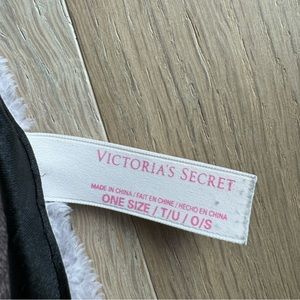 VICTORIA'S SECRET
MADE IN CHINA / FAIT EN CHINE / HECHO EN CHINA
ONE SIZE / T/U / O/S